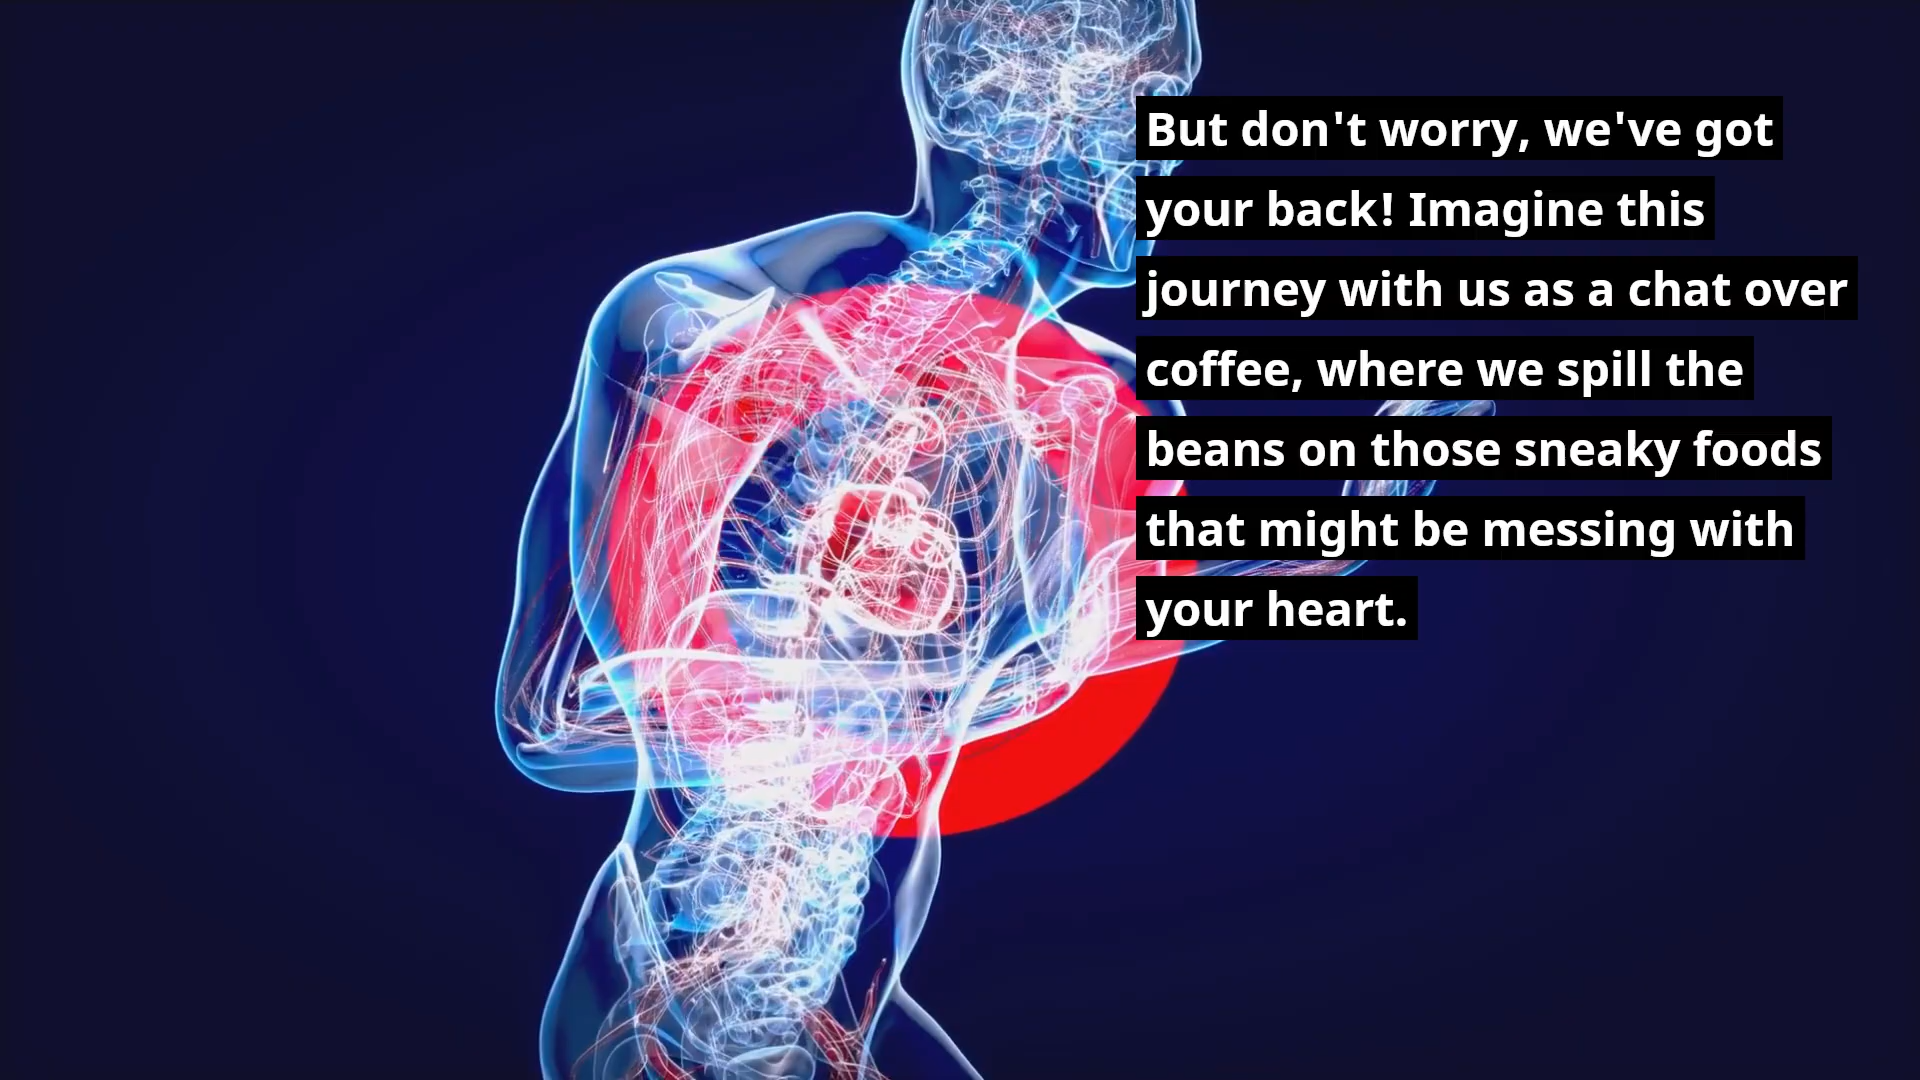 But don't worry, we've got
your back! Imagine this
journey with us as a chat over
coffee, where we spill the
beans on those sneaky foods
that might be messing with
your heart.